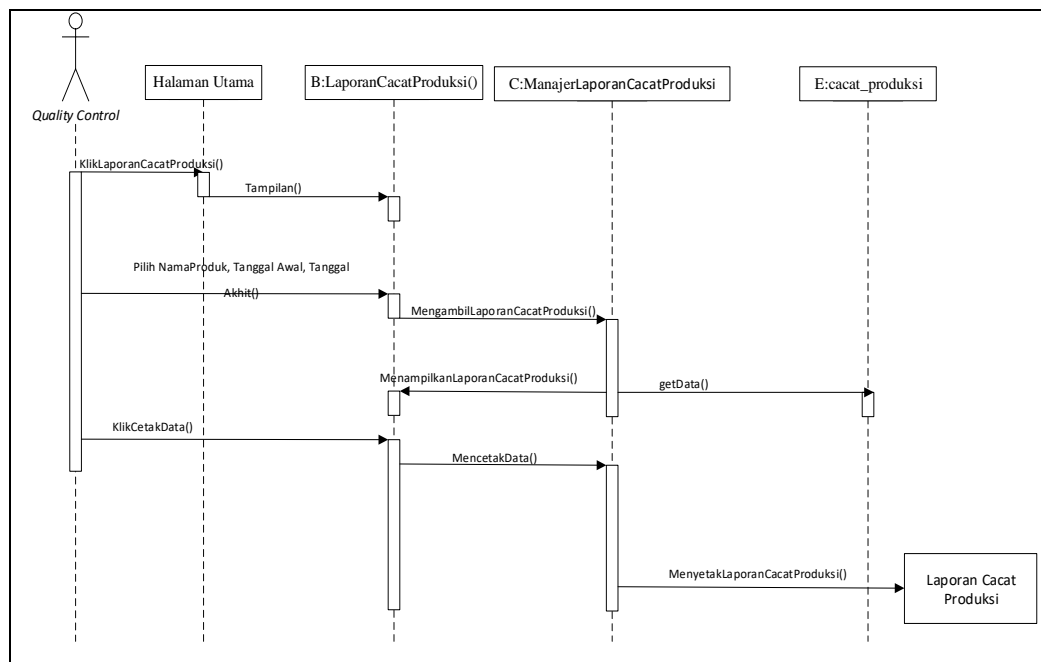 Quality Control
Halaman Utama
B:LaporanCacatProduksi()
C:ManajerLaporanCacatProduksi
E:cacat_produksi
KlikLaporanCacatProduksi()
Tampilan()
Pilih NamaProduk, Tanggal Awal, Tanggal
Akhit()
MengambilLaporanCacatProduksi()
MenampilkanLaporanCacatProduksi()
getData()
KlikCetakData()
MencetakData()
MenyetakLaporanCacatProduksi()
Laporan Cacat
Produksi